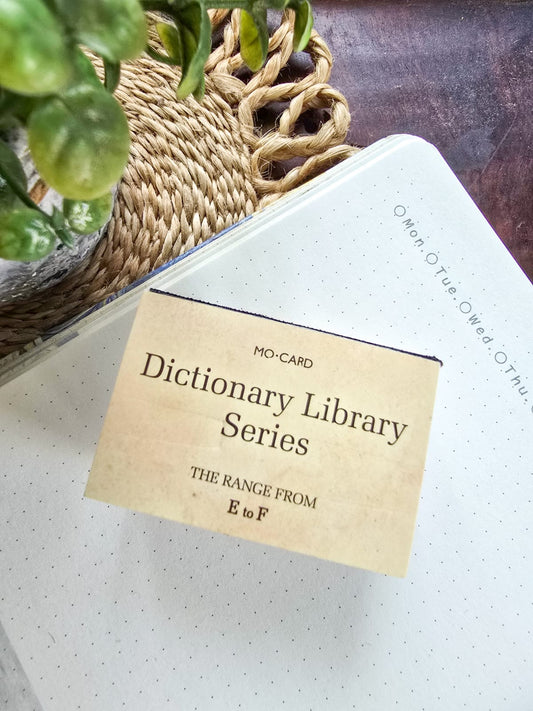 ○Mon. ○Tue. ○Wed. ○Thu.
MO·CARD
Dictionary Library
Series
THE RANGE FROM
E to F